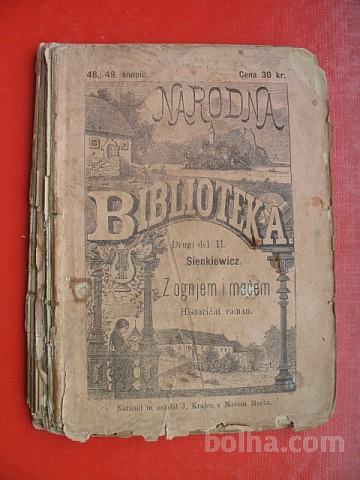 48., 49. snopič. Cena 30 kr.
NARODNA
BIBLIOTEKA.
Drugi del II.
Sienkiewicz.
Z ognjem i mečem
Historični roman.
Natisnil in založil J. Krajec v Novem Mestu.
bolha.com